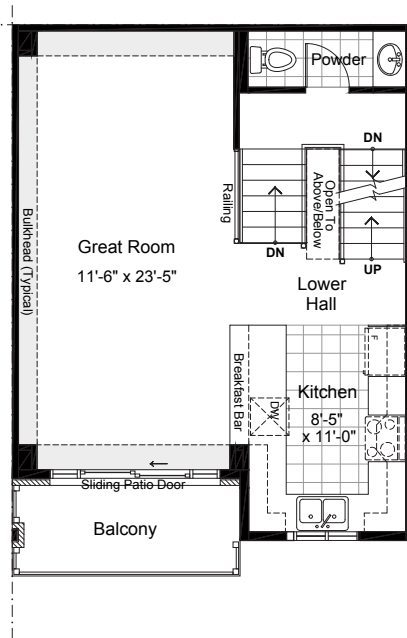 Powder
DN
Open To
Above/Below
Railing
DN
UP
Bulkhead (Typical)
Great Room
11'-6" x 23'-5"
Lower
Hall
F
Breakfast Bar
Kitchen
8'-5"
x 11'-0"
DW
Sliding Patio Door
Balcony